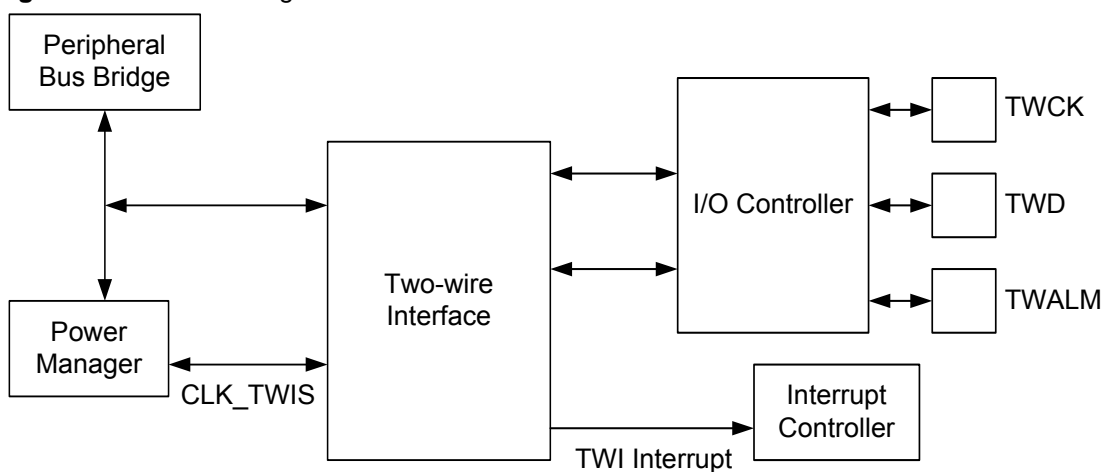 Peripheral
Bus Bridge
TWCK
I/O Controller
TWD
Two-wire
Interface
TWALM
Power
Manager
CLK_TWIS
Interrupt
Controller
TWI Interrupt